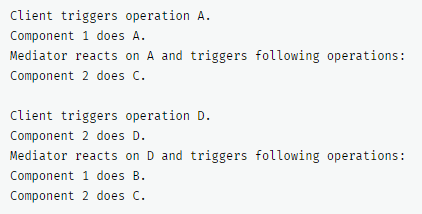 Client triggers operation A.
Component 1 does A.
Mediator reacts on A and triggers following operations:
Component 2 does C.
Client triggers operation D.
Component 2 does D.
Mediator reacts on D and triggers following operations:
Component 1 does B.
Component 2 does C.